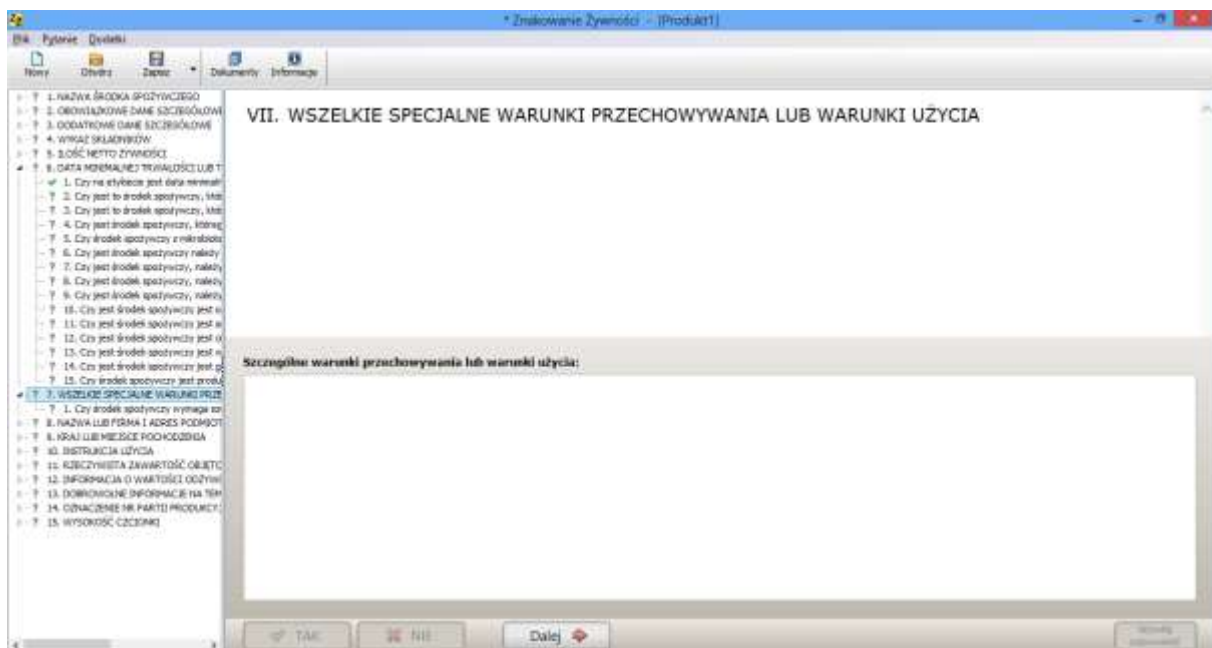 * Znakowanie Żywności - [Produkt1]
Plik Pytanie Dodatki
Nowy Otwórz Zapisz Dokumenty Informacje
? 1. NAZWA ŚRODKA SPOŻYWCZEGO
? 2. OBOWIĄZKOWE DANE SZCZEGÓŁOWE
? 3. DODATKOWE DANE SZCZEGÓŁOWE
? 4. WYKAZ SKŁADNIKÓW
? 5. ILOŚĆ NETTO ŻYWNOŚCI
? 6. DATA MINIMALNEJ TRWAŁOŚCI LUB T
1. Czy na etykiecie jest data minimal
? 2. Czy jest to środek spożywczy, któ
? 3. Czy jest to środek spożywczy, któ
? 4. Czy jest środek spożywczy, któreg
? 5. Czy środek spożywczy z mikrobiolo
? 6. Czy jest środek spożywczy należy
? 7. Czy jest środek spożywczy, należy
? 8. Czy jest środek spożywczy, należy
? 9. Czy jest środek spożywczy, należy
? 10. Czy jest środek spożywczy jest
? 11. Czy jest środek spożywczy jest
? 12. Czy jest środek spożywczy jest
? 13. Czy jest środek spożywczy jest
? 14. Czy jest środek spożywczy jest
? 15. Czy środek spożywczy jest produ
? 7. WSZELKIE SPECJALNE WARUNKI PRZE
? 1. Czy środek spożywczy wymaga
? 8. NAZWA LUB FIRMA I ADRES PODMIOT
? 9. KRAJ LUB MIEJSCE POCHODZENIA
? 10. INSTRUKCJA UŻYCIA
? 11. RZECZYWISTA ZAWARTOŚĆ OBJĘTO
? 12. INFORMACJA O WARTOŚCI ODŻYW
? 13. DOBROWOLNE INFORMACJE NA TEM
? 14. OZNACZENIE NR PARTII PRODUKCY
? 15. WYSOKOŚĆ CZCIONKI
VII. WSZELKIE SPECJALNE WARUNKI PRZECHOWYWANIA LUB WARUNKI UŻYCIA
Szczególne warunki przechowywania lub warunki użycia:
TAK NIE Dalej